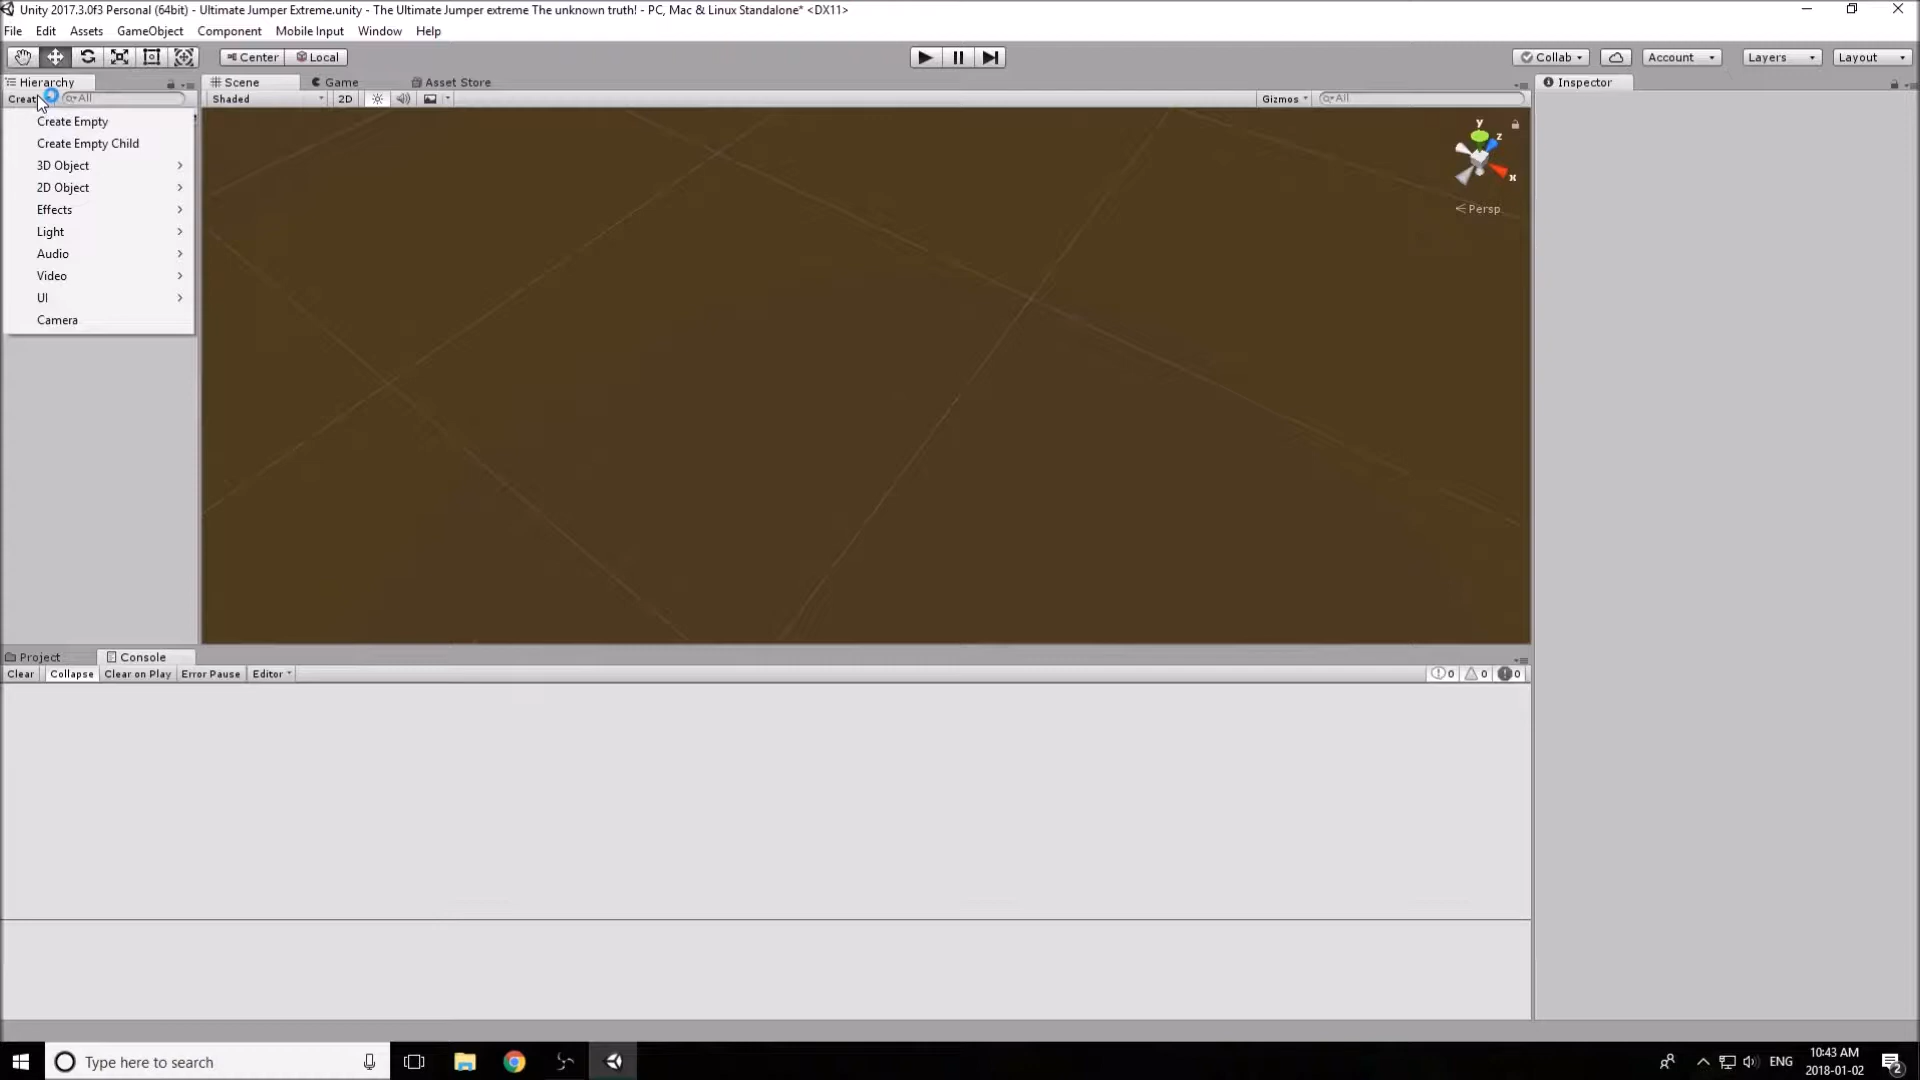 Unity 2017.3.0f3 Personal (64bit) - Ultimate Jumper Extreme.unity - The Ultimate Jumper extreme The unknown truth! - PC, Mac & Linux Standalone* <DX11>
File Edit Assets GameObject Component Mobile Input Window Help
Center Local Collab Account Layers Layout
Hierarchy Scene Game Asset Store Inspector
All Shaded 2D Gizmos All
Create Empty
Create Empty Child
3D Object
2D Object
Effects
Light
Audio
Video
UI
Camera
y
z
x
Persp
Project Console
Clear Collapse Clear on Play Error Pause Editor 0 0 0
Type here to search
ENG
10:43 AM
2018-01-02
2